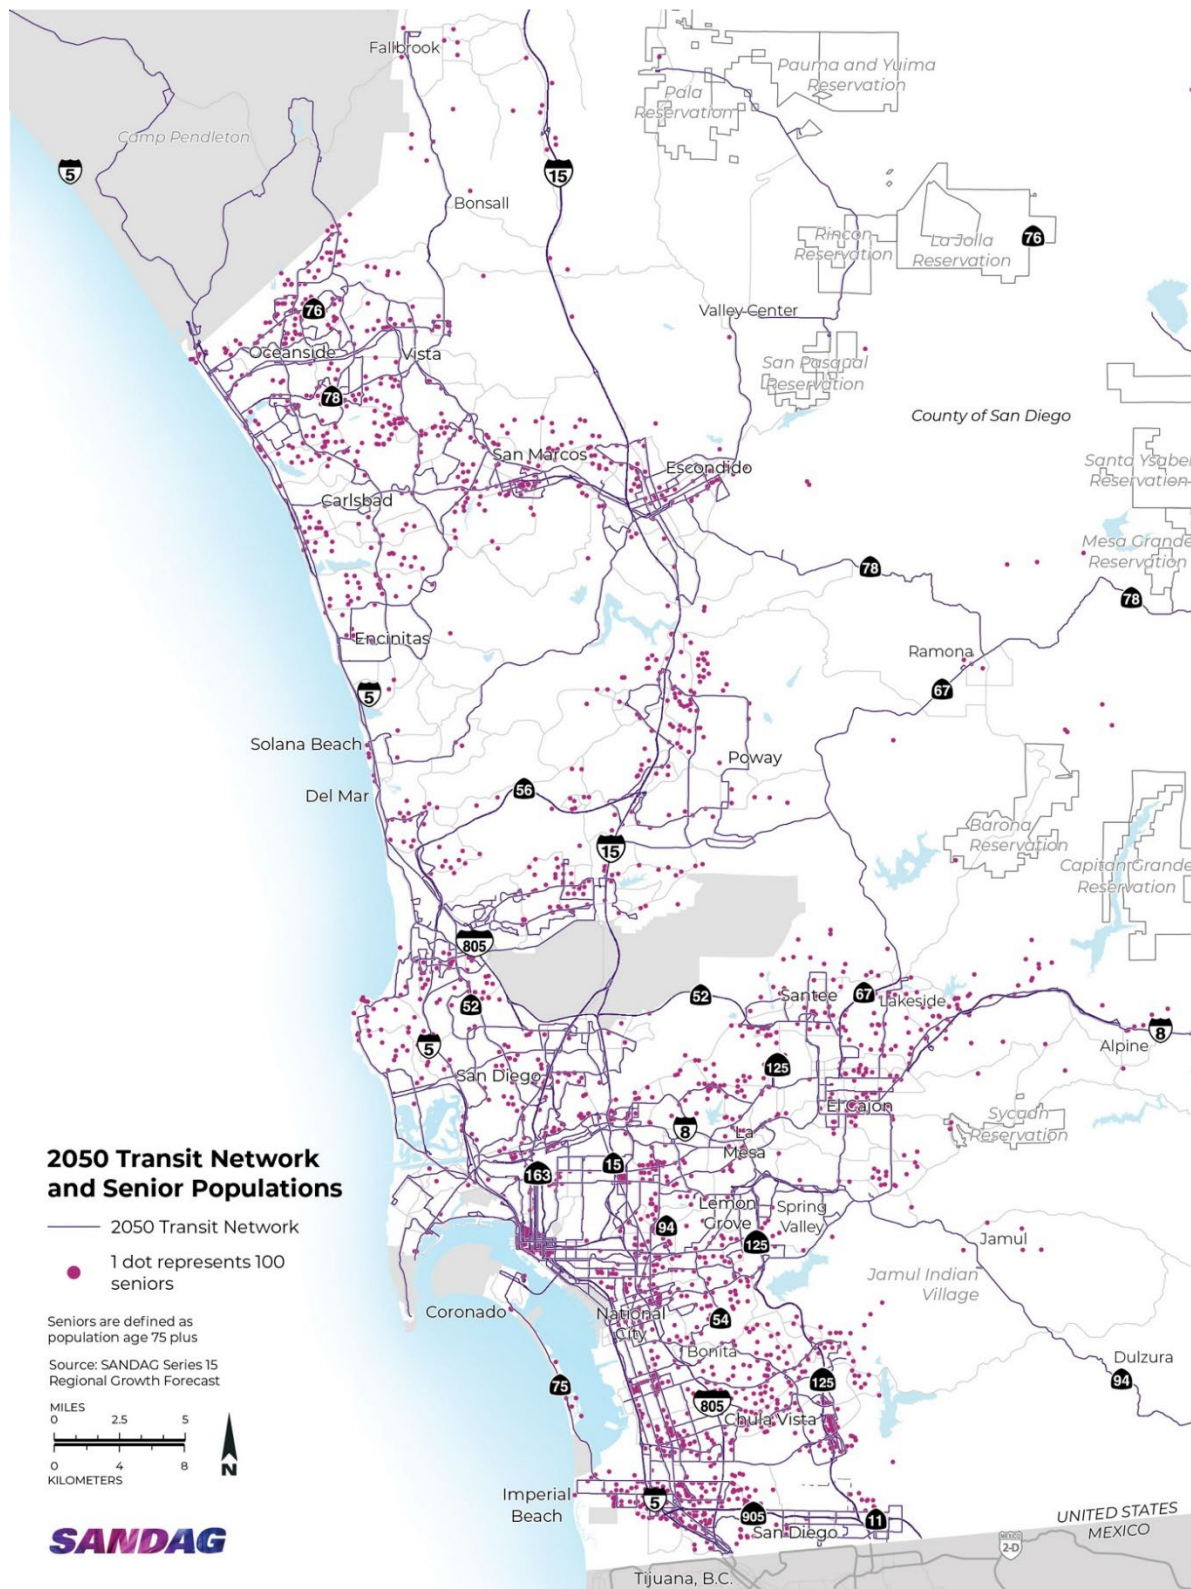 Fallbrook
Pauma and Yuima
Reservation
Pala
Reservation
Camp Pendleton
5
15
Bonsall
76
Rincon
Reservation
La Jolla
Reservation
76
Valley Center
Oceanside
Vista
San Pasqual
Reservation
78
County of San Diego
San Marcos
Escondido
Santa Ysabel
Reservation
Carlsbad
Mesa Grande
Reservation
78
78
Encinitas
Ramona
5
67
Solana Beach
Poway
Del Mar
56
Barona
Reservation
15
Capitan Grande
Reservation
805
52
52
Santee
67
Lakeside
5
8
Alpine
San Diego
125
El Cajon
Sycuan
Reservation
8
La
Mesa
2050 Transit Network
and Senior Populations
163
15
2050 Transit Network
Lemon
Grove
Spring
Valley
94
125
Jamul
1 dot represents 100
seniors
Jamul Indian
Village
Coronado
National
City
54
Seniors are defined as
population age 75 plus
Bonita
Source: SANDAG Series 15
Regional Growth Forecast
Dulzura
94
75
125
805
Chula Vista
MILES
0 2.5 5
0 4 8
KILOMETERS
N
Imperial
Beach
5
905
San Diego
11
UNITED STATES
MEXICO
MEXICO
2-D
SANDAG
Tijuana, B.C.